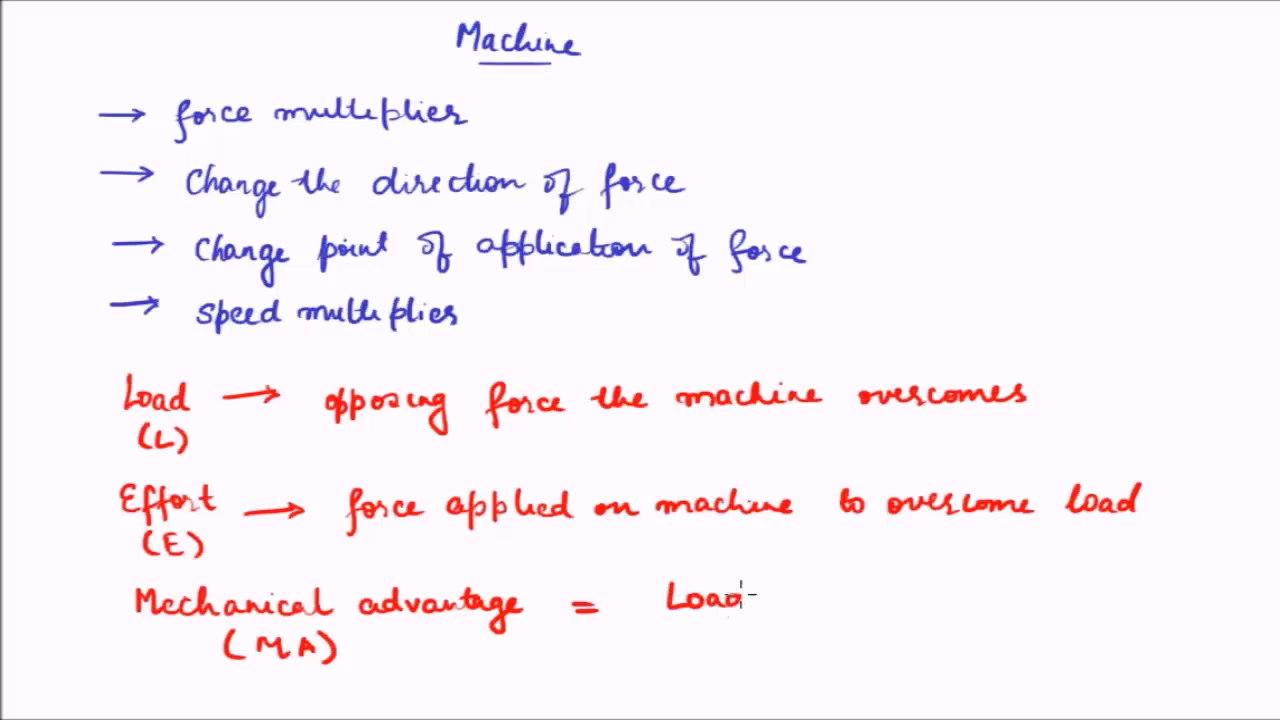 Machine
→ force multiplier
→ Change the direction of force
→ Change point of application of force
→ Speed multiplier
Load → opposing force the machine overcomes
(L)
Effort → force applied on machine to overcome load
(E)
Mechanical advantage = Load
(MA)